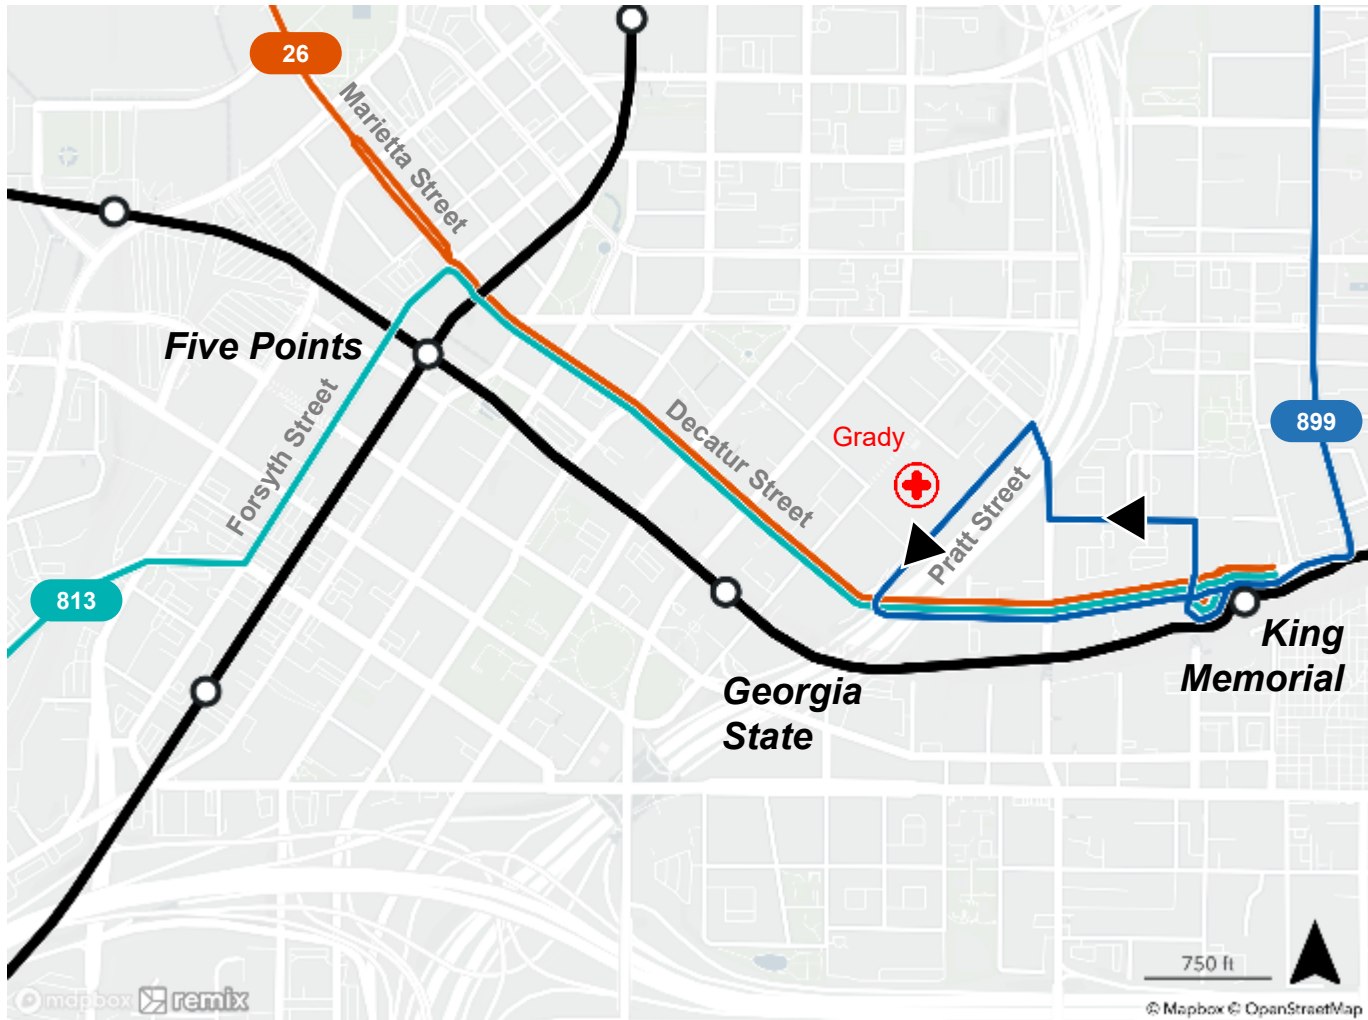 26
Marietta Street
Five Points
Forsyth Street
Decatur Street
Grady
899
Pratt Street
813
King
Memorial
Georgia
State
750 ft
mapbox remix
© Mapbox © OpenStreetMap